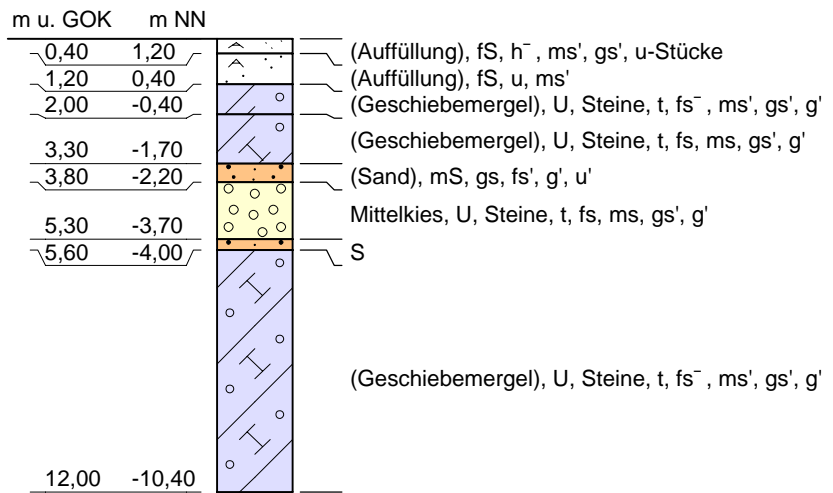 m u. GOK m NN
0,40 1,20 (Auffüllung), fS, h¯, ms', gs', u-Stücke
1,20 0,40 (Auffüllung), fS, u, ms'
2,00 -0,40 (Geschiebemergel), U, Steine, t, fs¯, ms', gs', g'
3,30 -1,70 (Geschiebemergel), U, Steine, t, fs, ms, gs', g'
3,80 -2,20 (Sand), mS, gs, fs', g', u'
5,30 -3,70 Mittelkies, U, Steine, t, fs, ms, gs', g'
5,60 -4,00 S
12,00 -10,40 (Geschiebemergel), U, Steine, t, fs¯, ms', gs', g'